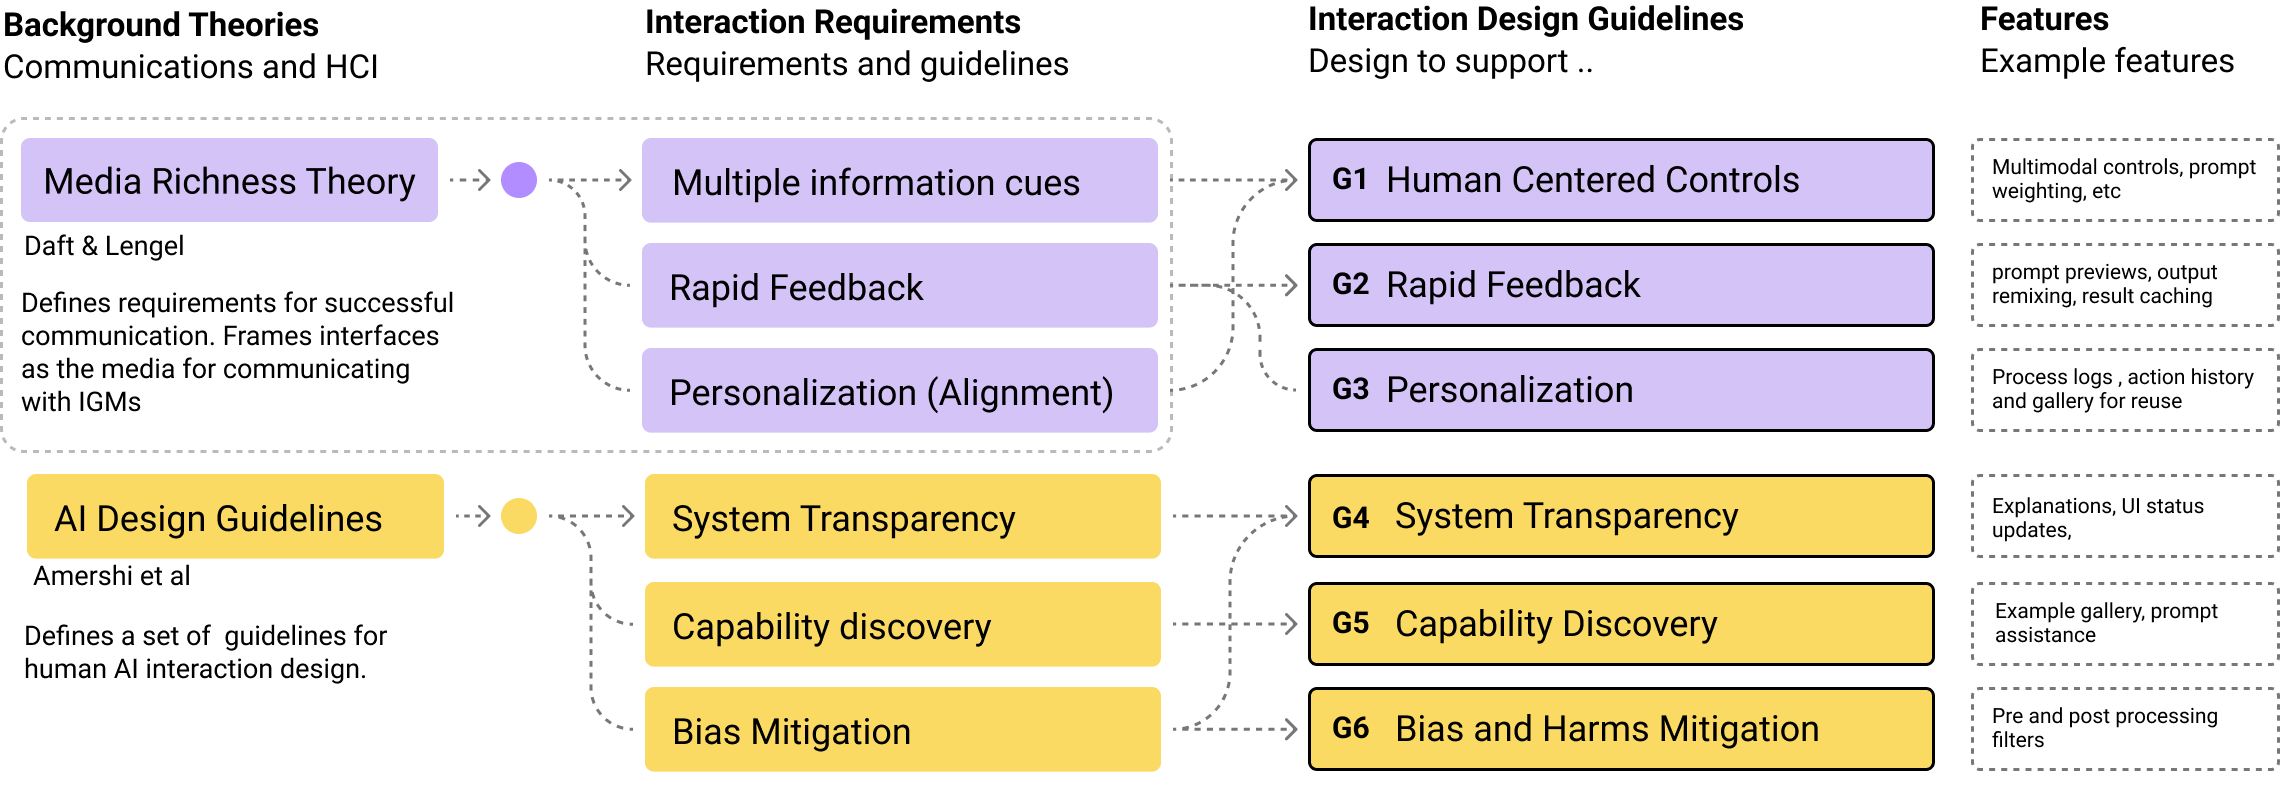 Background Theories
Communications and HCI
Interaction Requirements
Requirements and guidelines
Interaction Design Guidelines
Design to support ..
Features
Example features
Media Richness Theory
Daft & Lengel
Defines requirements for successful
communication. Frames interfaces
as the media for communicating
with IGMs
Multiple information cues
Rapid Feedback
Personalization (Alignment)
G1 Human Centered Controls
G2 Rapid Feedback
G3 Personalization
Multimodal controls, prompt
weighting, etc
prompt previews, output
remixing, result caching
Process logs , action history
and gallery for reuse
AI Design Guidelines
Amershi et al
Defines a set of  guidelines for
human AI interaction design.
System Transparency
Capability discovery
Bias Mitigation
G4 System Transparency
G5 Capability Discovery
G6 Bias and Harms Mitigation
Explanations, UI status
updates,
Example gallery, prompt
assistance
Pre and post processing
filters